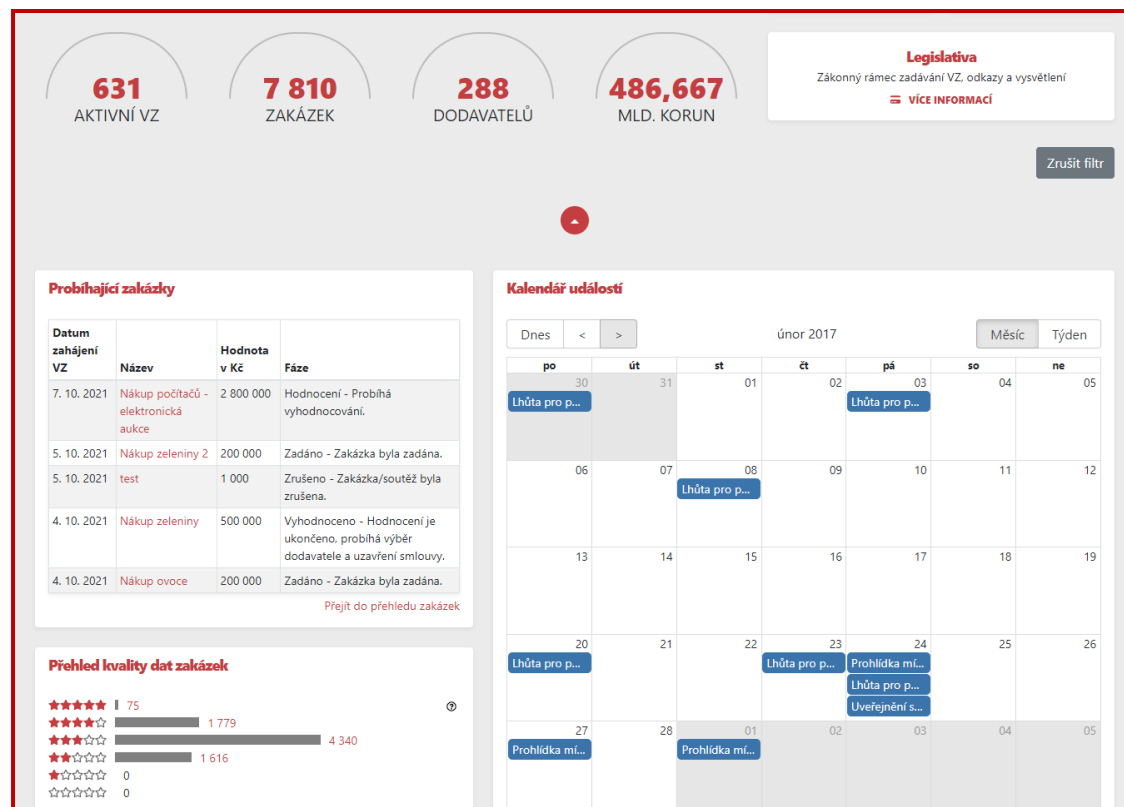 631
AKTIVNÍ VZ
7 810
ZAKÁZEK
288
DODAVATELŮ
486,667
MLD. KORUN
Legislativa
Zákonný rámec zadávání VZ, odkazy a vysvětlení
VÍCE INFORMACÍ
Zrušit filtr
Probíhající zakázky
Datum
zahájení
VZ
Název
Hodnota
v Kč
Fáze
7. 10. 2021
Nákup počítačů -
elektronická
aukce
2 800 000
Hodnocení - Probíhá
vyhodnocování.
5. 10. 2021
Nákup zeleniny 2
200 000
Zadáno - Zakázka byla zadána.
5. 10. 2021
test
1 000
Zrušeno - Zakázka/soutěž byla
zrušena.
4. 10. 2021
Nákup zeleniny
500 000
Vyhodnoceno - Hodnocení je
ukončeno, probíhá výběr
dodavatele a uzavření smlouvy.
4. 10. 2021
Nákup ovoce
200 000
Zadáno - Zakázka byla zadána.
Přejít do přehledu zakázek
Přehled kvality dat zakázek
75
1 779
4 340
1 616
0
0
Kalendář událostí
Dnes < >
únor 2017
Měsíc Týden
po út st čt pá so ne
30 31 01 02 03 04 05
Lhůta pro p... Lhůta pro p...
06 07 08 09 10 11 12
Lhůta pro p...
13 14 15 16 17 18 19
20 21 22 23 24 25 26
Lhůta pro p... Lhůta pro p... Prohlídka mí...
Lhůta pro p...
Uveřejnění s...
27 28 01 02 03 04 05
Prohlídka mí... Prohlídka mí...